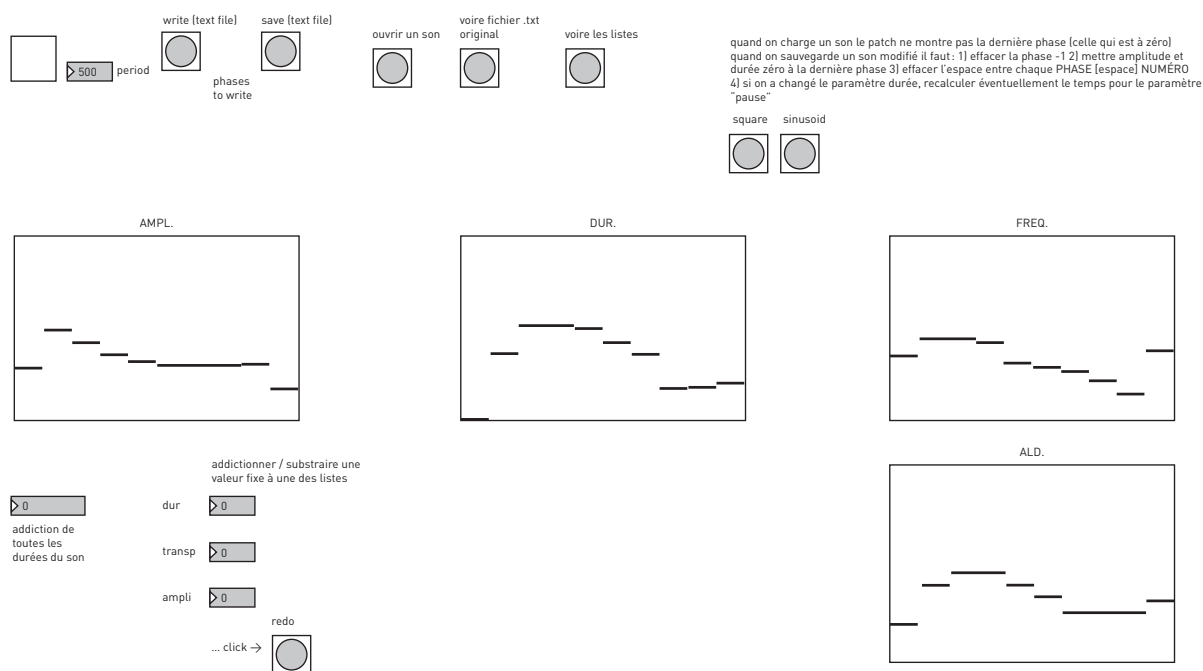 write (text file)
save (text file)
500
period
phases
to write
ouvrir un son
voire fichier .txt
original
voire les listes
quand on charge un son le patch ne montre pas la dernière phase (celle qui est à zéro)
quand on sauvegarde un son modifié il faut: 1) effacer la phase -1 2) mettre amplitude et
durée zéro à la dernière phase 3) effacer l'espace entre chaque PHASE [espace] NUMÉRO
4) si on a changé le paramètre durée, recalculer éventuellement le temps pour le paramètre
"pause"
square
sinusoid
AMPL.
DUR.
FREQ.
ALD.
0
addiction de
toutes les
durées du son
addictionner / substraire une
valeur fixe à une des listes
dur
0
transp
0
ampli
0
redo
... click →